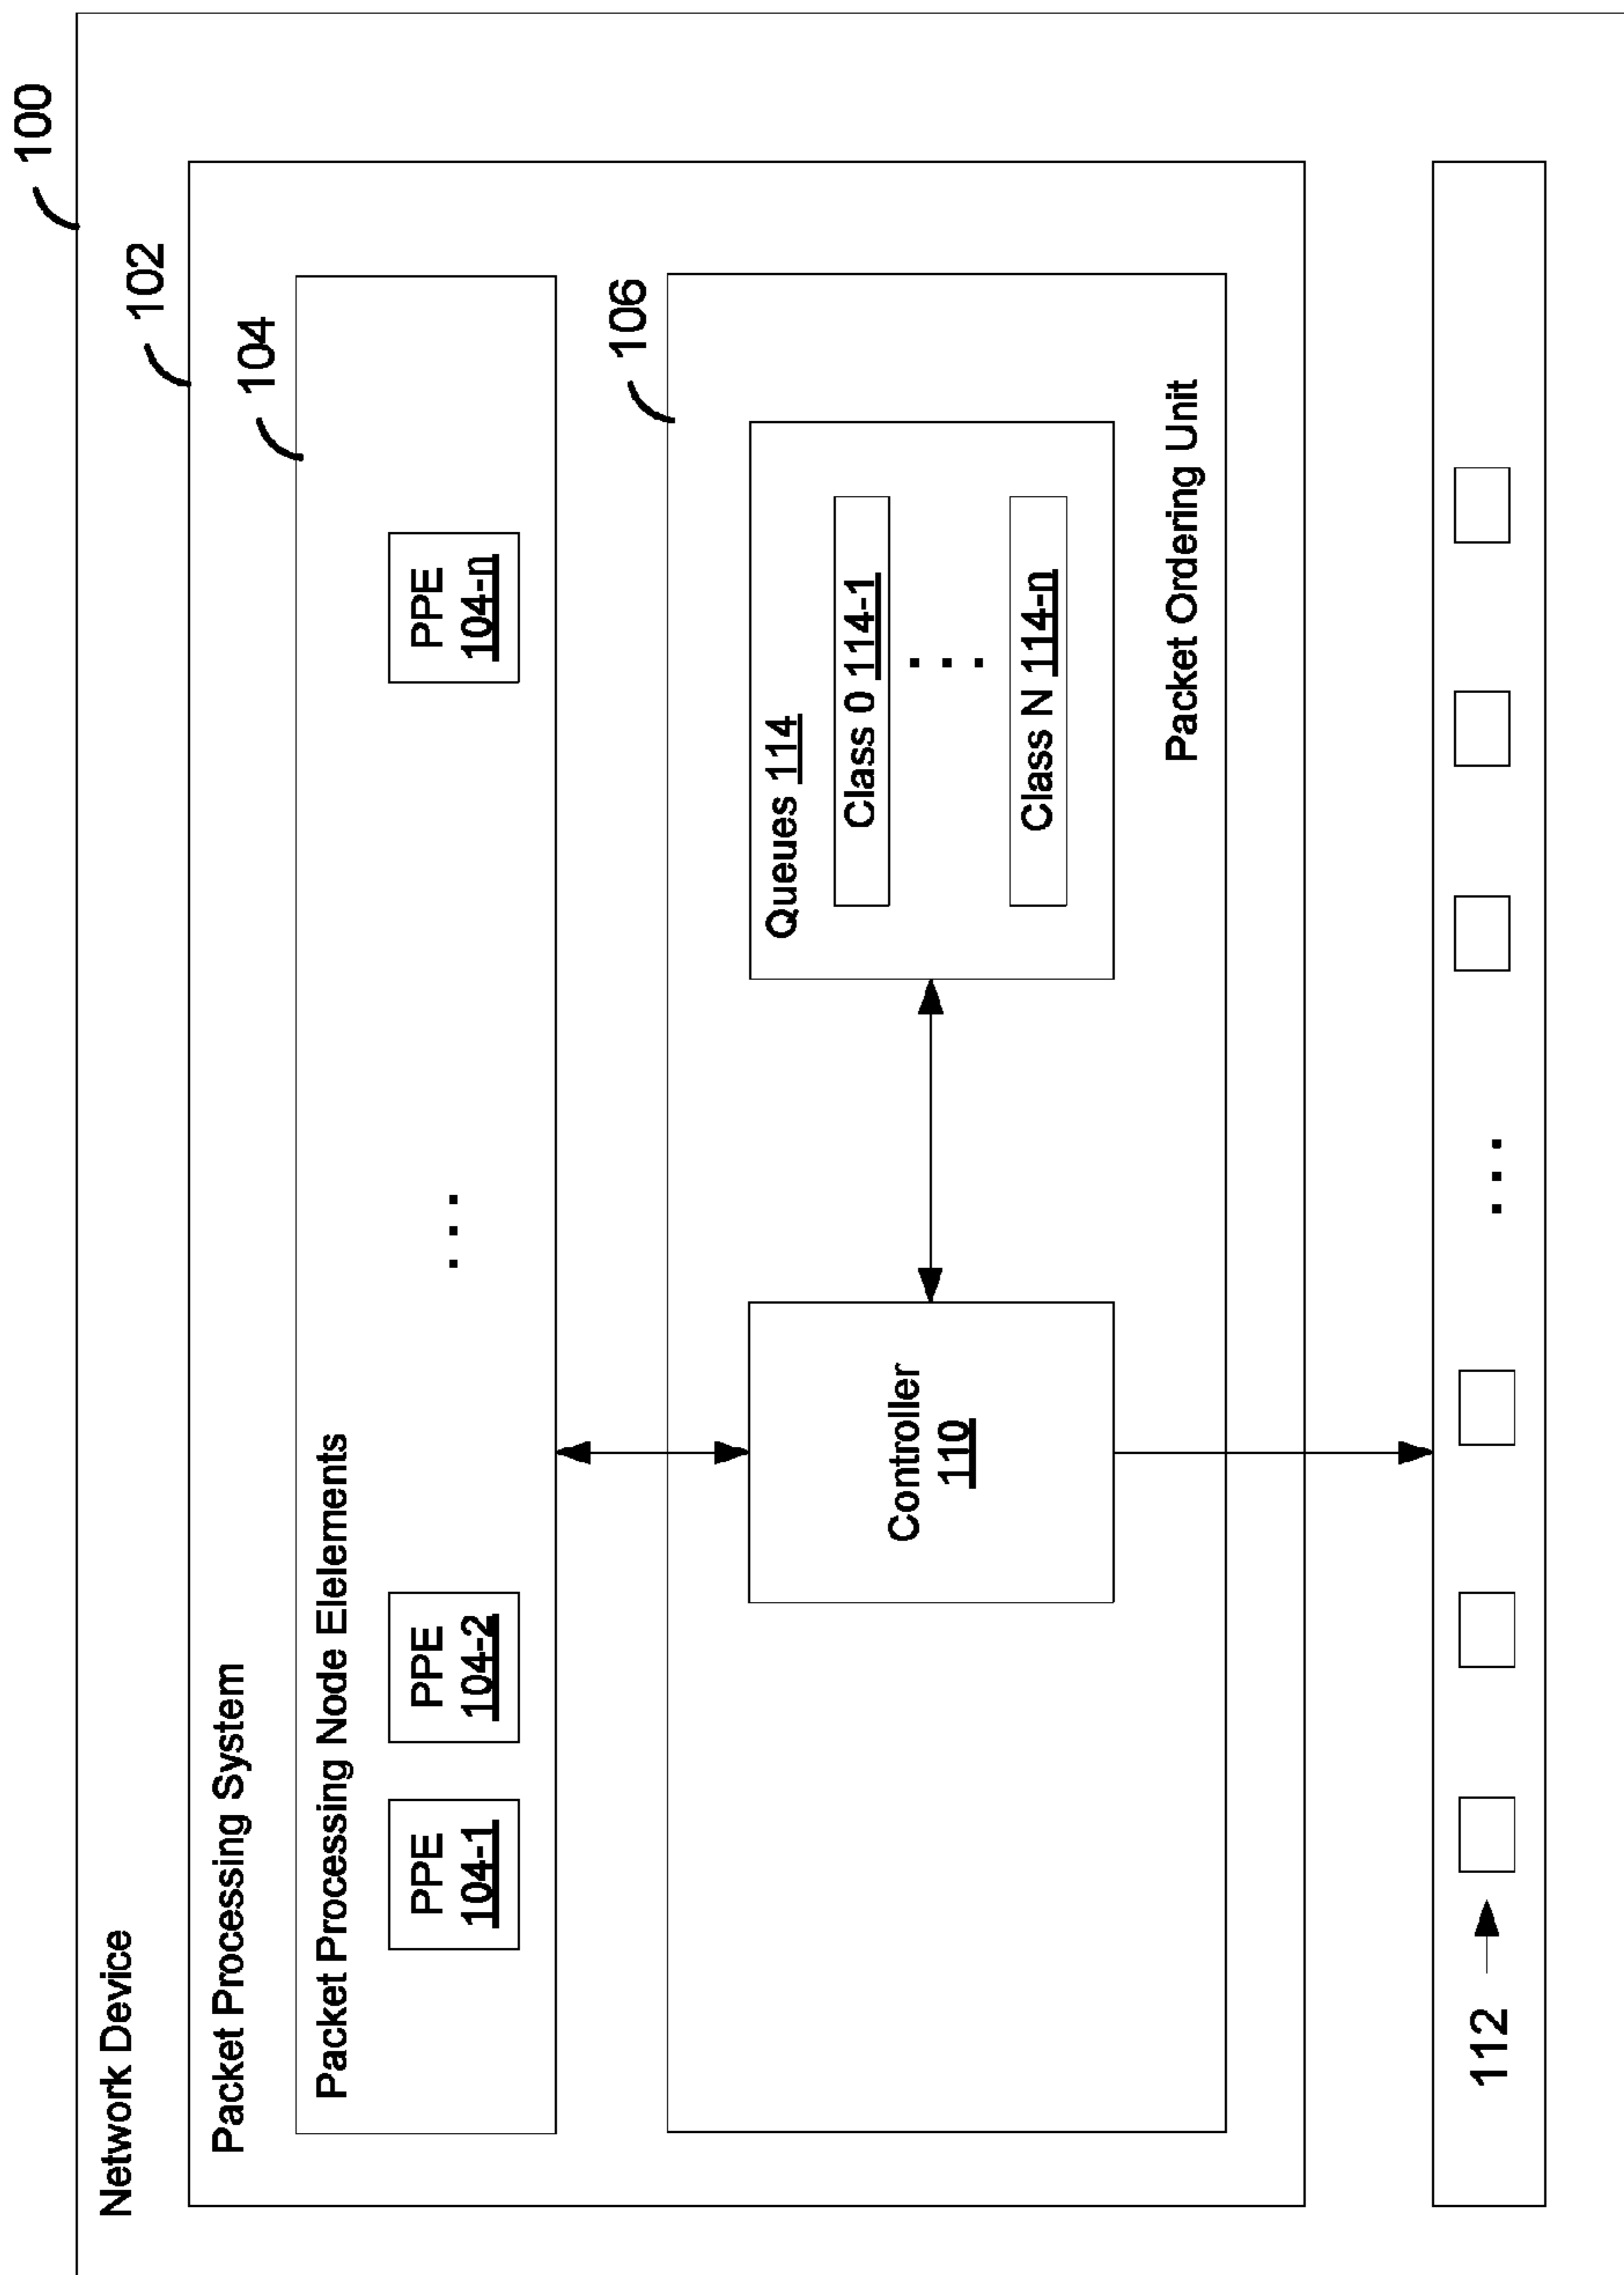 100
Network Device
102
Packet Processing System
104
Packet Processing Node Elelements
PPE
104-1
PPE
104-2
. . .
PPE
104-n
106
Controller
110
Queues 114
Class 0 114-1
. . .
Class N 114-n
Packet Ordering Unit
112
. . .